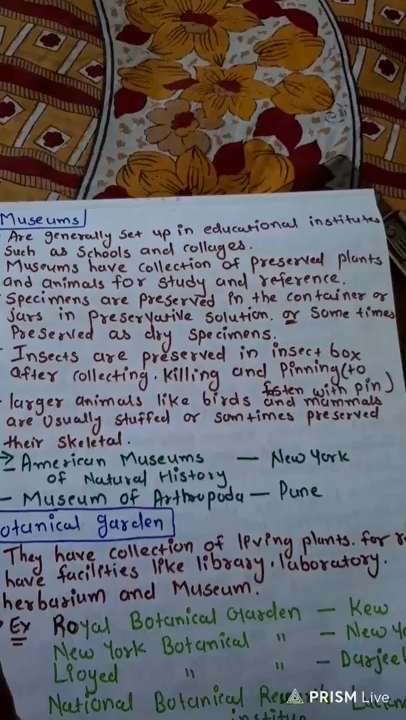 Museums
Are generally set up in educational institutes
such as schools and collages.
Museums have collection of preserved plants
and animals for study and reference.
Specimens are preserved in the container or
jars in preservative solution. or Some times
Preserved as dry specimens.
Insects are preserved in insect box
after collecting. Killing and Pinning (to
fasten with pin)
larger animals like birds and mammals
are Usually stuffed or somtimes preserved
their skeletal.
American Museums — New York
of Natural History
— Museum of Arthopoda — Pune
otanical garden
They have collection of leving plants. for
have facilities like library, laboratory.
herbarium and Museum.
Ex Royal Botanical Garden — Kew
New York Botanical " — New Yo
Lloyed " " — Darjeel
National Botanical Res
PRISM Live